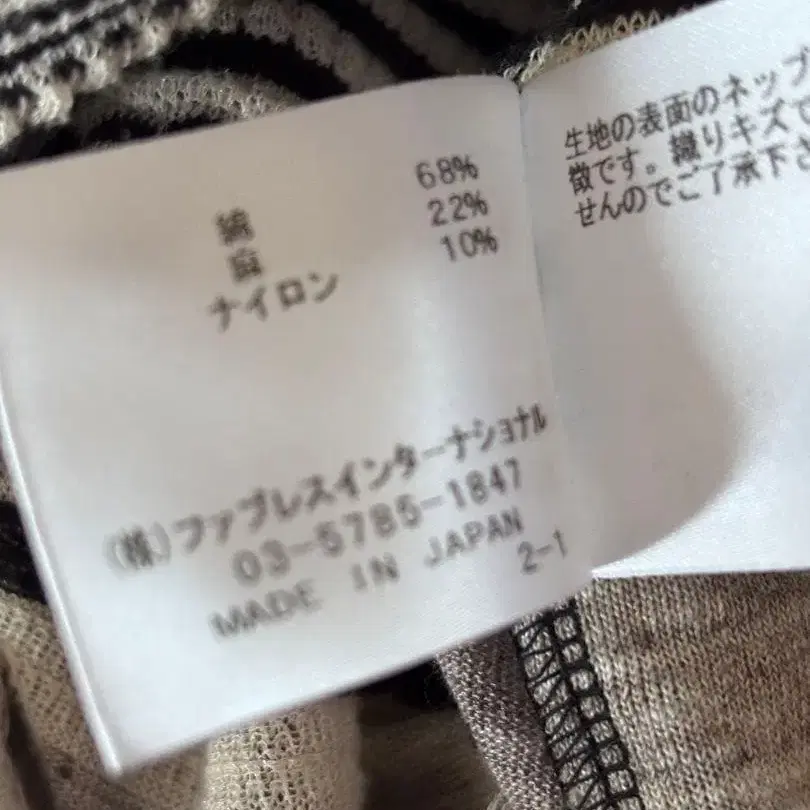 綿 68%
麻 22%
ナイロン 10%
(株)ファブレスインターナショナル
03-5785-1847
MADE IN JAPAN
2-1
生地の表面のネップ
徴です。織りキズで
せんのでご了承下さ